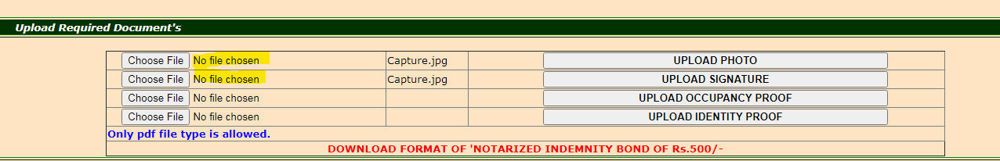 Upload Required Document's
Choose File No file chosen Capture.jpg UPLOAD PHOTO
Choose File No file chosen Capture.jpg UPLOAD SIGNATURE
Choose File No file chosen UPLOAD OCCUPANCY PROOF
Choose File No file chosen UPLOAD IDENTITY PROOF
Only pdf file type is allowed.
DOWNLOAD FORMAT OF 'NOTARIZED INDEMNITY BOND OF Rs.500/-